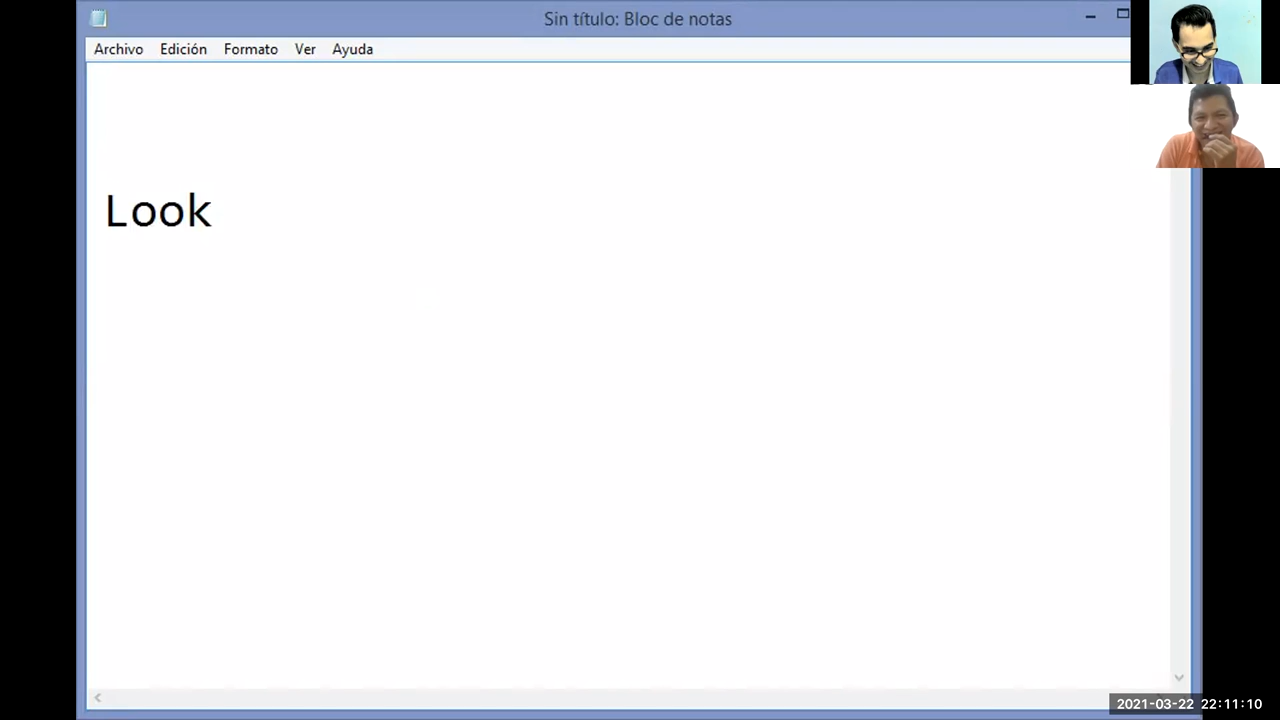 Sin título: Bloc de notas
Archivo Edición Formato Ver Ayuda
Look
2021-03-22 22:11:10